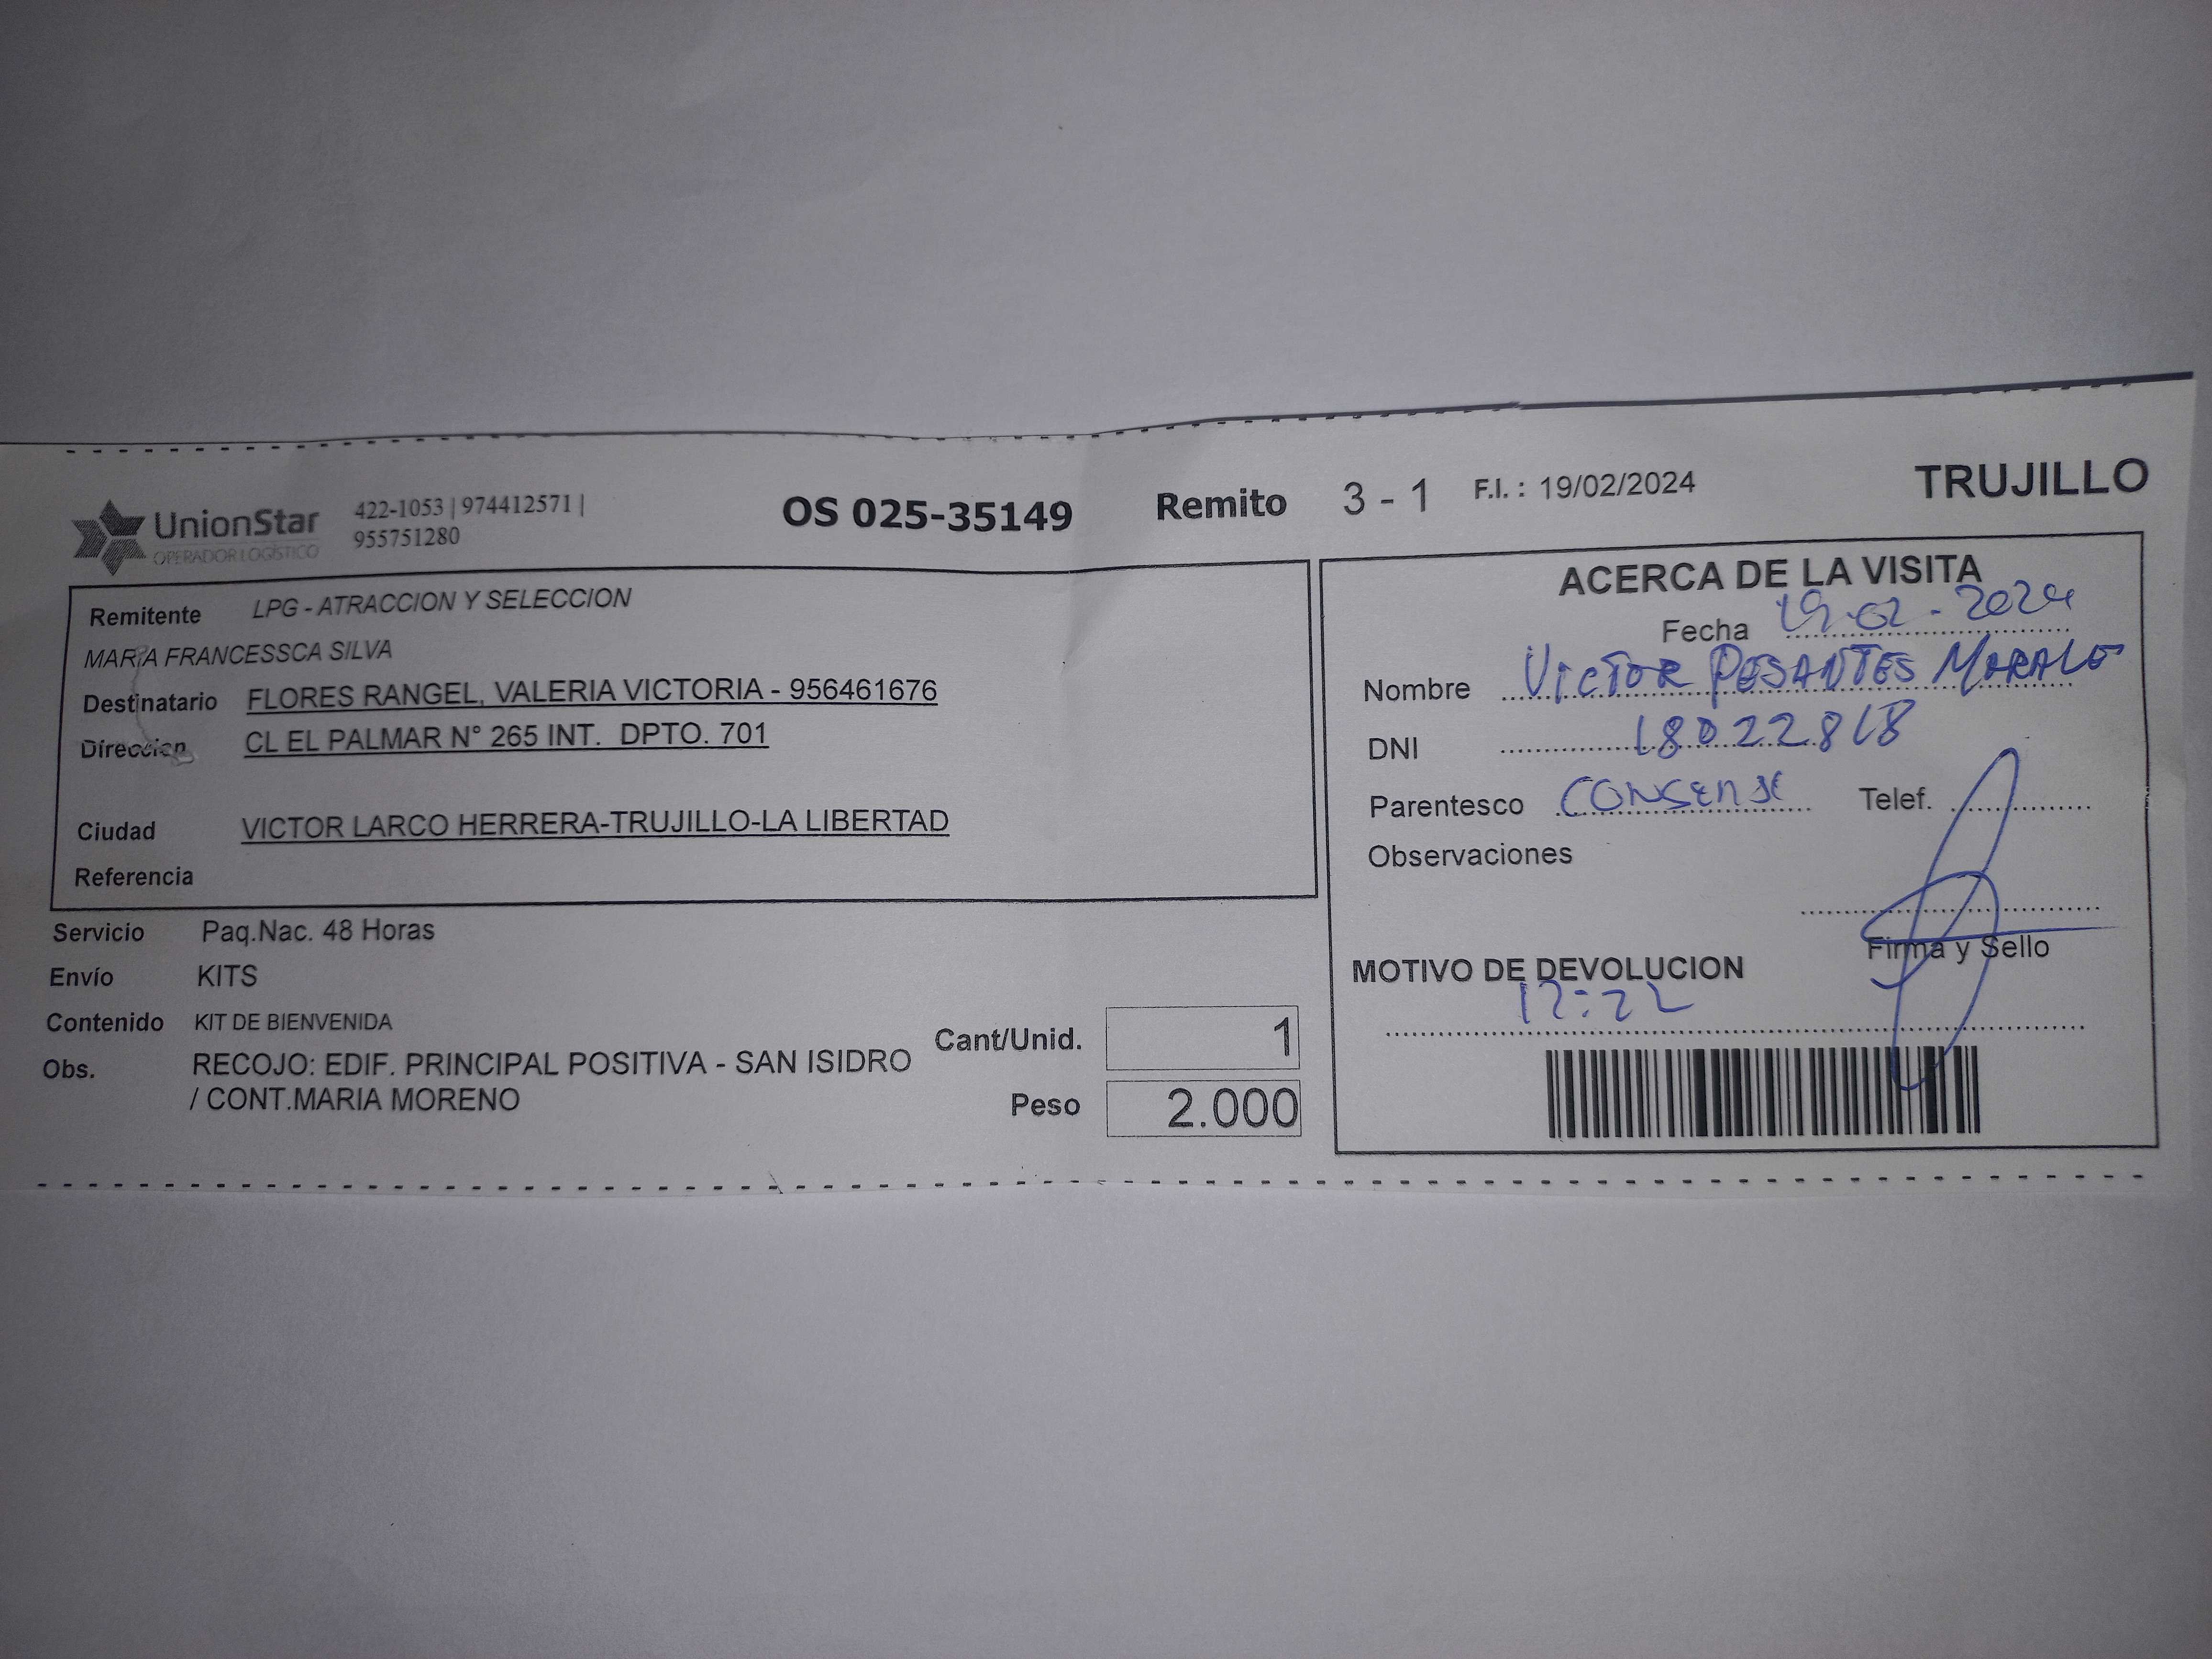 UnionStar
OPERADOR LOGÍSTICO
422-1053 | 974412571 |
955751280
OS 025-35149
Remito 3 - 1
F.I. : 19/02/2024
TRUJILLO
Remitente LPG - ATRACCION Y SELECCION
MARIA FRANCESSCA SILVA
Destinatario FLORES RANGEL, VALERIA VICTORIA - 956461676
Direccion CL EL PALMAR N° 265 INT. DPTO. 701
Ciudad VICTOR LARCO HERRERA-TRUJILLO-LA LIBERTAD
Referencia
Servicio Paq.Nac. 48 Horas
Envío KITS
Contenido KIT DE BIENVENIDA
Obs. RECOJO: EDIF. PRINCIPAL POSITIVA - SAN ISIDRO
/ CONT.MARIA MORENO
Cant/Unid. 1
Peso 2.000
ACERCA DE LA VISITA
Fecha 19-02-2024
Nombre VICTOR PESANTES
DNI 18022818
Parentesco
Telef.
Observaciones
Firma y Sello
MOTIVO DE DEVOLUCION